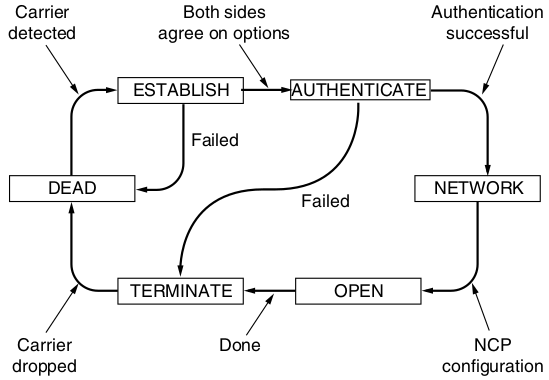 Carrier
detected
Both sides
agree on options
Authentication
successful
ESTABLISH
AUTHENTICATE
Failed
DEAD
NETWORK
Failed
TERMINATE
OPEN
Carrier
dropped
Done
NCP
configuration